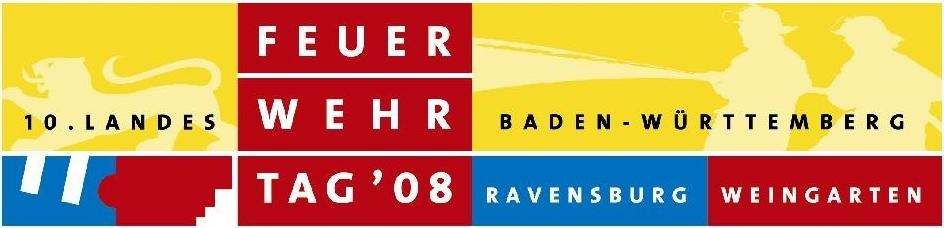 FEUER
10.LANDES WEHR BADEN-WÜRTTEMBERG
TAG '08 RAVENSBURG WEINGARTEN